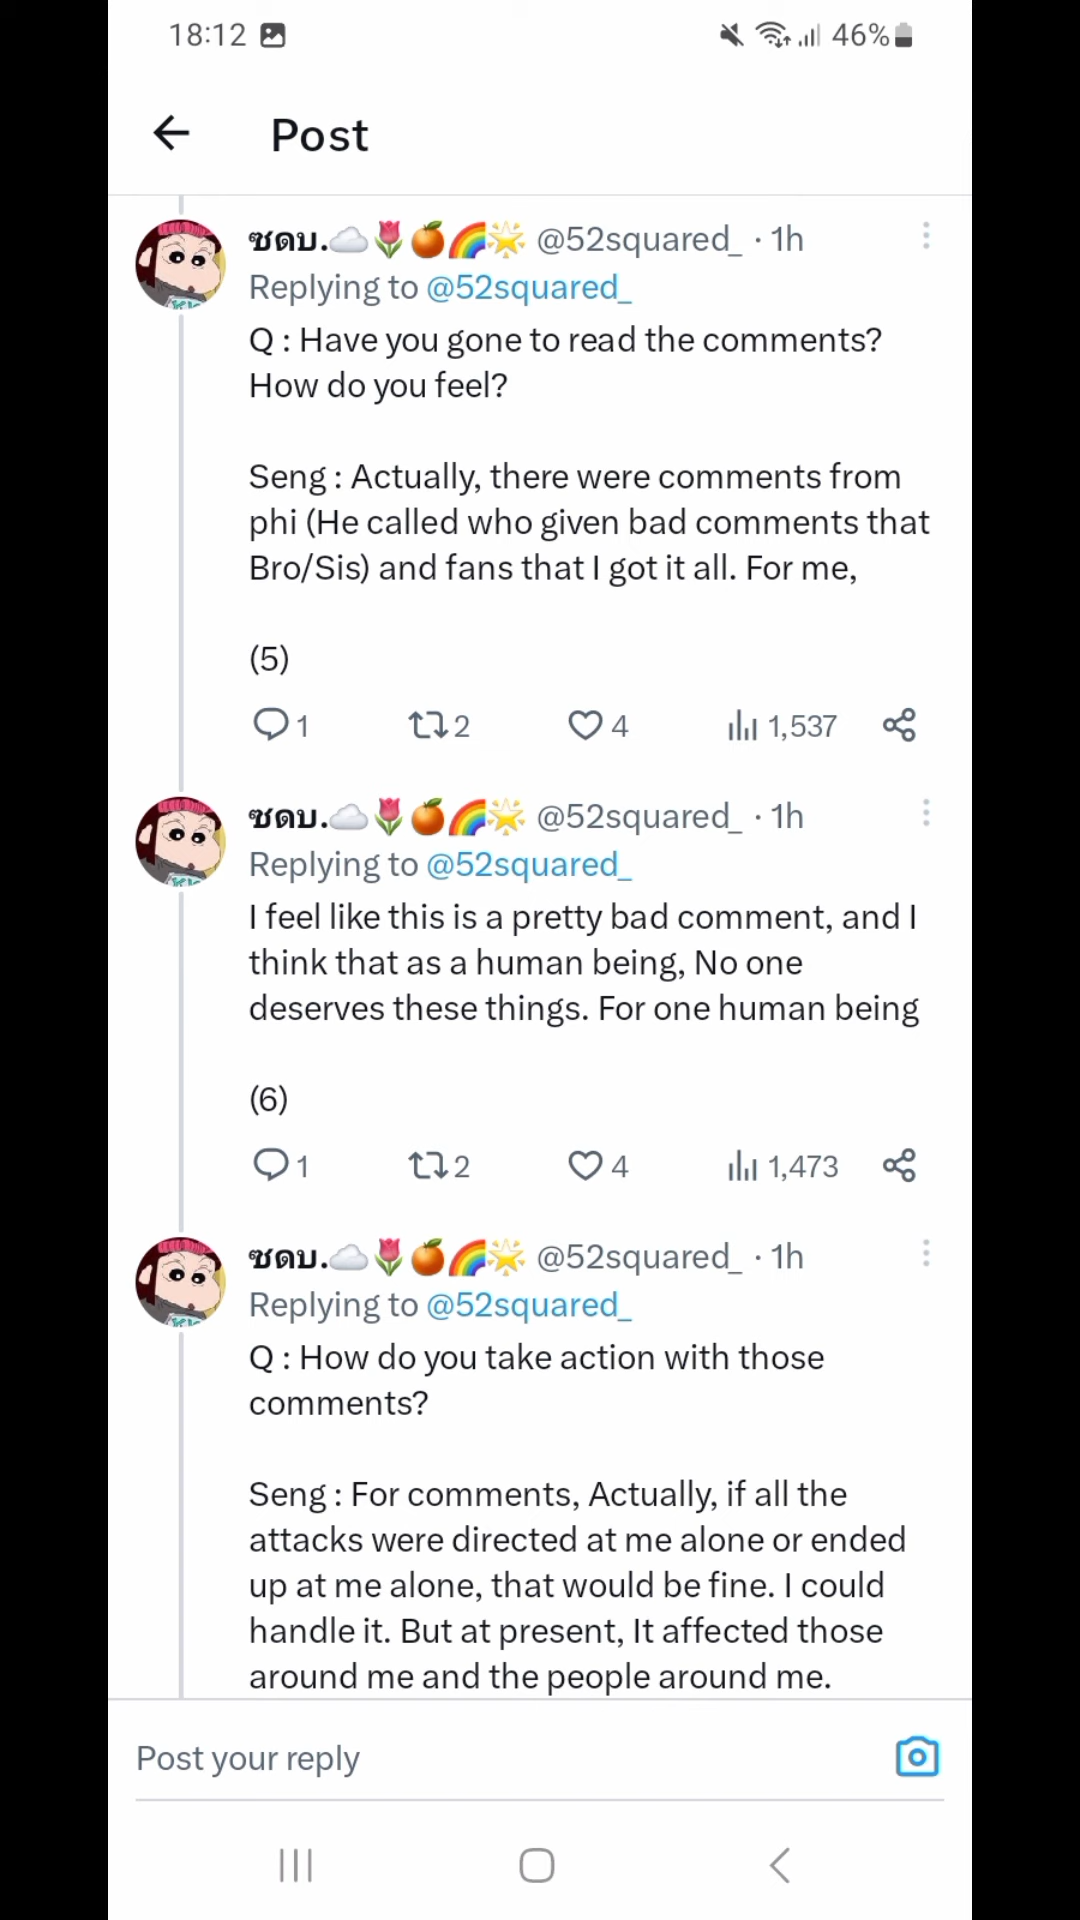 18:12 46%
Post
ซดบ.☁️🌷🍊🌈🌟 @52squared_ · 1h
Replying to @52squared_
Q : Have you gone to read the comments?
How do you feel?
Seng : Actually, there were comments from
phi (He called who given bad comments that
Bro/Sis) and fans that I got it all. For me,
(5)
1 2 4 1,537
ซดบ.☁️🌷🍊🌈🌟 @52squared_ · 1h
Replying to @52squared_
I feel like this is a pretty bad comment, and I
think that as a human being, No one
deserves these things. For one human being
(6)
1 2 4 1,473
ซดบ.☁️🌷🍊🌈🌟 @52squared_ · 1h
Replying to @52squared_
Q : How do you take action with those
comments?
Seng : For comments, Actually, if all the
attacks were directed at me alone or ended
up at me alone, that would be fine. I could
handle it. But at present, It affected those
around me and the people around me.
Post your reply